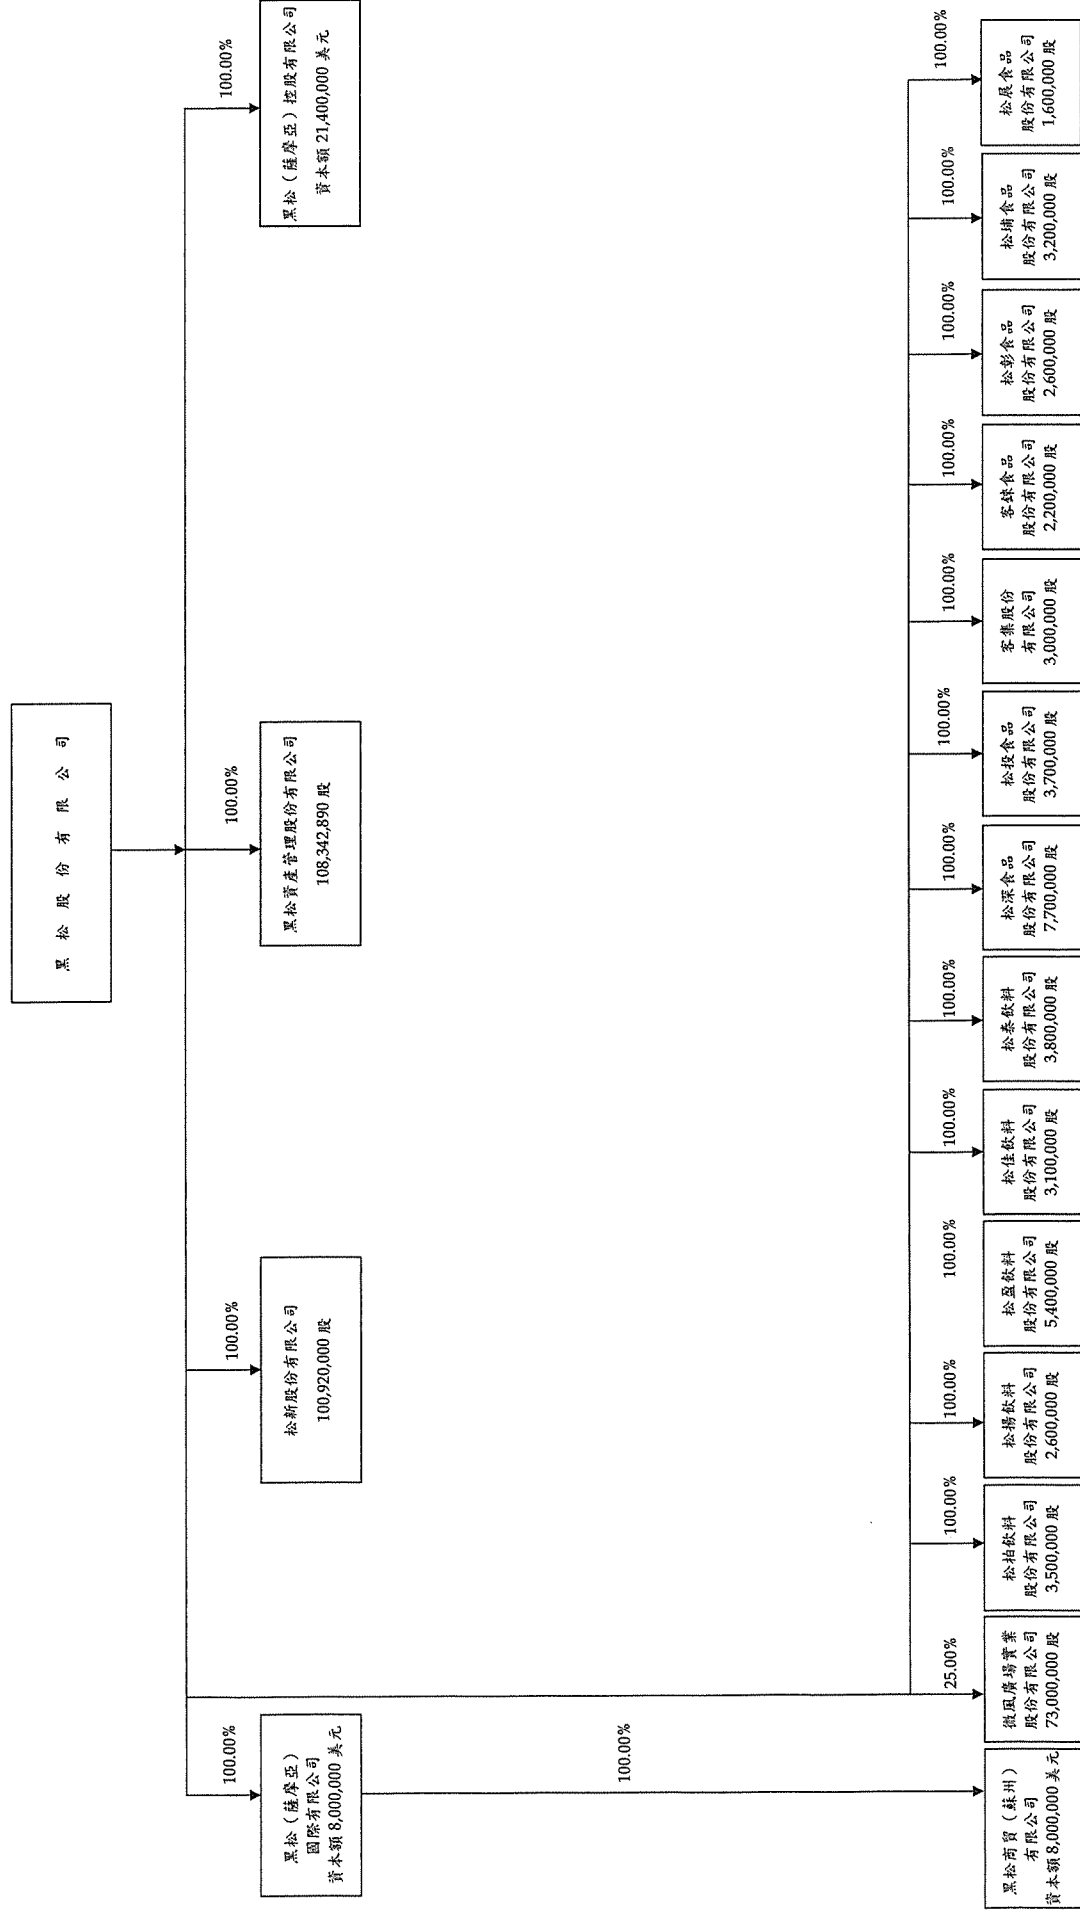 黑松股份有限公司
100.00%
100.00%
100.00%
100.00%
黑松（薩摩亞）
國際有限公司
資本額 8,000,000 美元
松新股份有限公司
100,920,000 股
黑松資產管理股份有限公司
108,342,890 股
黑松（薩摩亞）控股有限公司
資本額 21,400,000 美元
100.00%
25.00%
100.00%
100.00%
100.00%
100.00%
100.00%
100.00%
100.00%
100.00%
100.00%
100.00%
100.00%
100.00%
黑松商貿（蘇州）
有限公司
資本額 8,000,000 美元
微風廣場實業
股份有限公司
73,000,000 股
松柏飲料
股份有限公司
3,500,000 股
松揚飲料
股份有限公司
2,600,000 股
松盈飲料
股份有限公司
5,400,000 股
松佳飲料
股份有限公司
3,100,000 股
松泰飲料
股份有限公司
3,800,000 股
松深食品
股份有限公司
7,700,000 股
松投食品
股份有限公司
3,700,000 股
客集股份
有限公司
3,000,000 股
客錸食品
股份有限公司
2,200,000 股
松彰食品
股份有限公司
2,600,000 股
松埔食品
股份有限公司
3,200,000 股
松展食品
股份有限公司
1,600,000 股